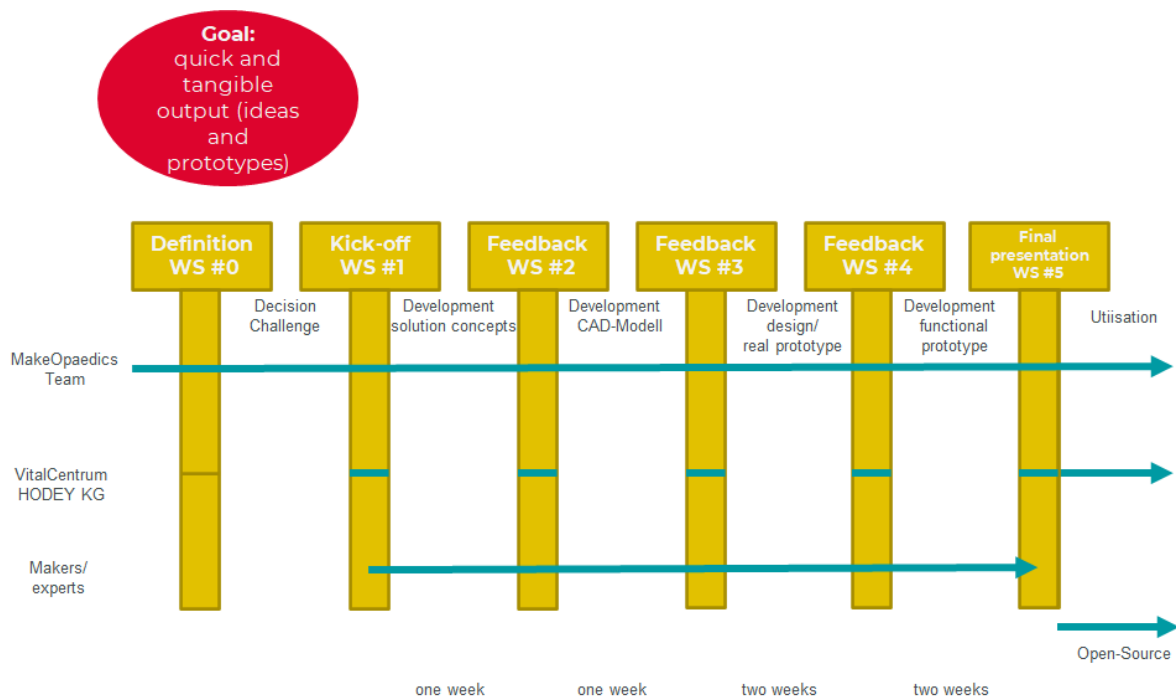 Goal:
quick and
tangible
output (ideas
and
prototypes)
Definition
WS #0
Kick-off
WS #1
Feedback
WS #2
Feedback
WS #3
Feedback
WS #4
Final
presentation
WS #5
Decision
Challenge
Development
solution concepts
Development
CAD-Modell
Development
design/
real prototype
Development
functional
prototype
Utiisation
MakeOpaedics
Team
VitalCentrum
HODEY KG
Makers/
experts
Open-Source
one week
one week
two weeks
two weeks